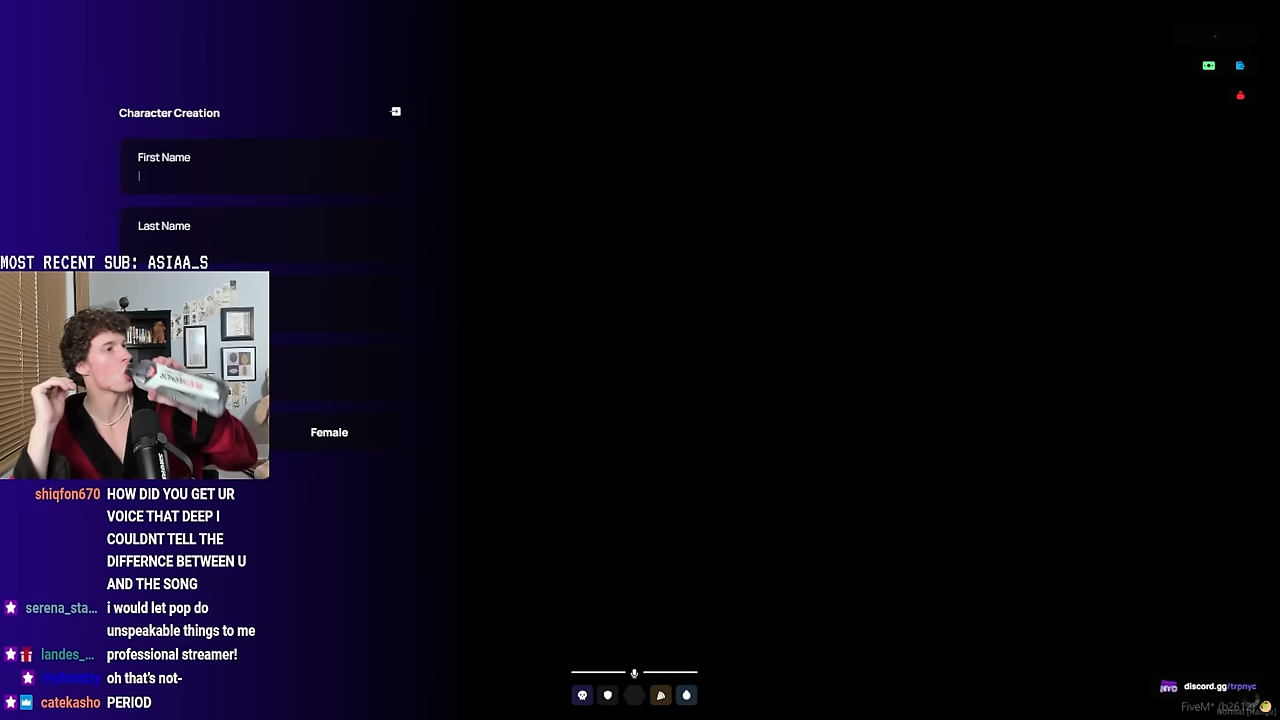 Character Creation
First Name
Last Name
MOST RECENT SUB: ASIAA_S
Female
shiqfon670 HOW DID YOU GET UR
VOICE THAT DEEP I
COULDNT TELL THE
DIFFERNCE BETWEEN U
AND THE SONG
serena_sta... i would let pop do
unspeakable things to me
landes_... professional streamer!
oh that's not-
catekasho PERIOD
discord.gg/trpnyc
FiveM*